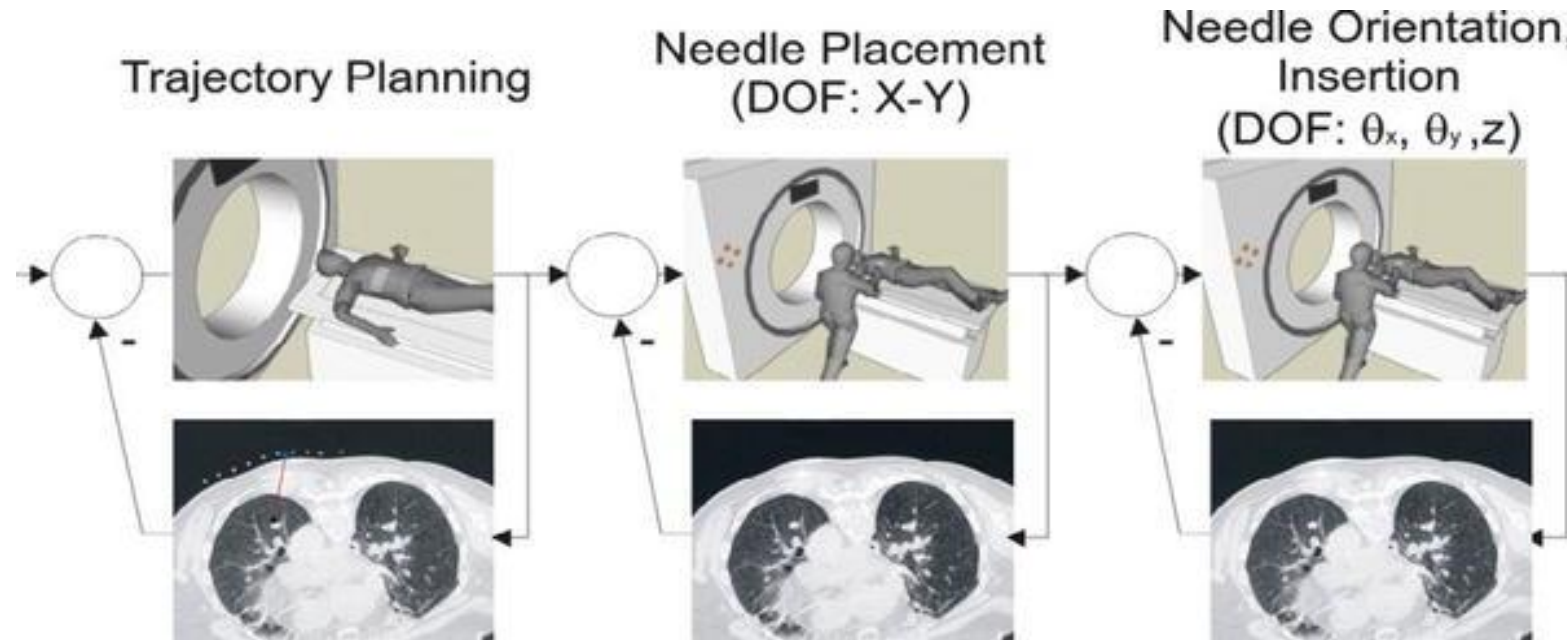 Trajectory Planning
Needle Placement
(DOF: X-Y)
Needle Orientation
Insertion
(DOF: θx, θy ,z)
-
-
-